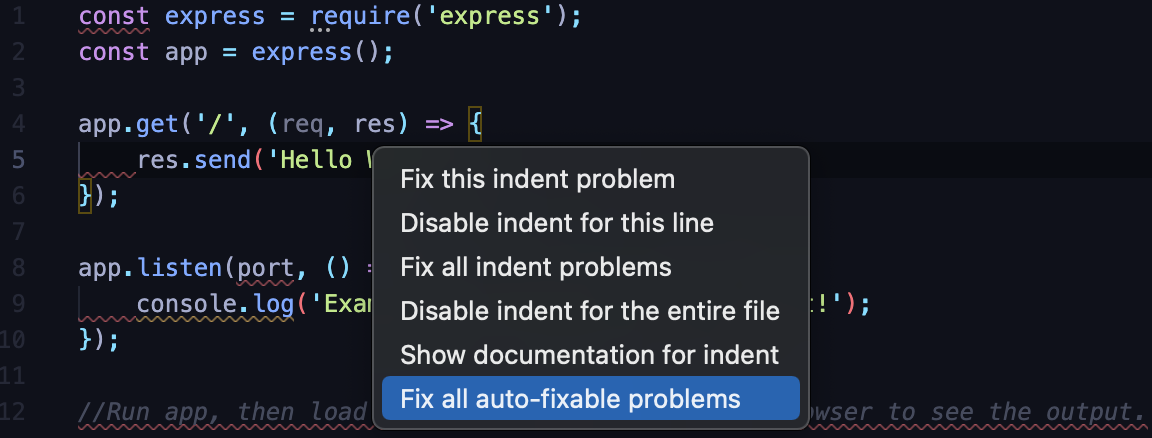 1 const express = require('express');
2 const app = express();
3
4 app.get('/', (req, res) => {
5 res.send('Hello
6 });
7
8 app.listen(port, () =
9 console.log('Exam !');
10 });
11
12 //Run app, then load wser to see the output.
Fix this indent problem
Disable indent for this line
Fix all indent problems
Disable indent for the entire file
Show documentation for indent
Fix all auto-fixable problems